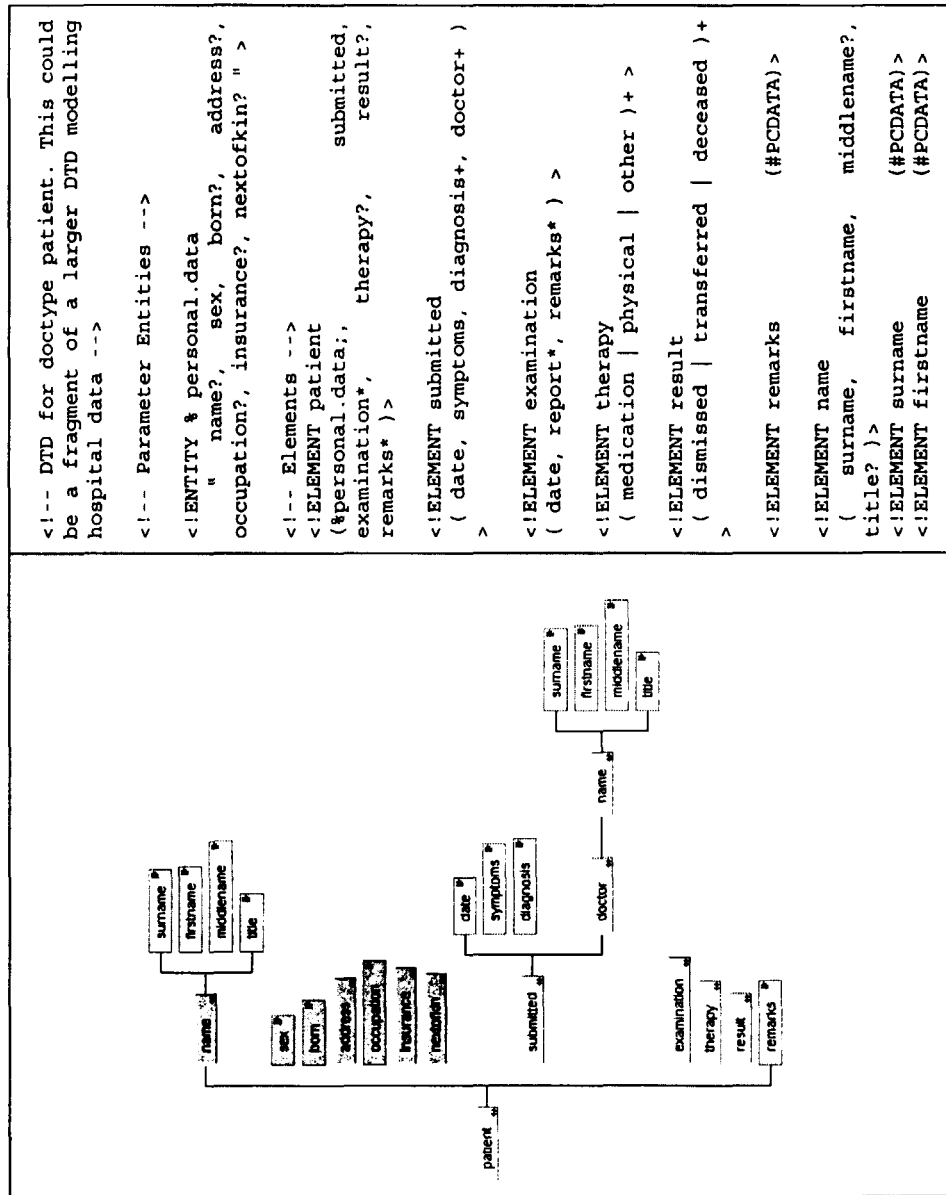 <!-- DTD for doctype patient. This could
be a fragment of a larger DTD modelling
hospital data -->
<!-- Parameter Entities -->
<!ENTITY % personal.data
" name?, sex, born?, address?,
occupation?, insurance?, nextofkin? " >
<!-- Elements -->
<!ELEMENT patient
(%personal.data;, submitted,
examination*, therapy?, result?,
remarks* )>
<!ELEMENT submitted
( date, symptoms, diagnosis+, doctor+ )
>
<!ELEMENT examination
( date, report*, remarks* ) >
<!ELEMENT therapy
( medication | physical | other )+ >
<!ELEMENT result
( dismissed | transferred | deceased )+
>
<!ELEMENT remarks (#PCDATA)>
<!ELEMENT name
( surname, firstname, middlename?,
title? )>
<!ELEMENT surname (#PCDATA)>
<!ELEMENT firstname (#PCDATA)>
patient
name
surname
firstname
middlename
title
sex
born
address
occupation
insurance
nextofkin
submitted
date
symptoms
diagnosis
doctor
name
surname
firstname
middlename
title
examination
therapy
result
remarks